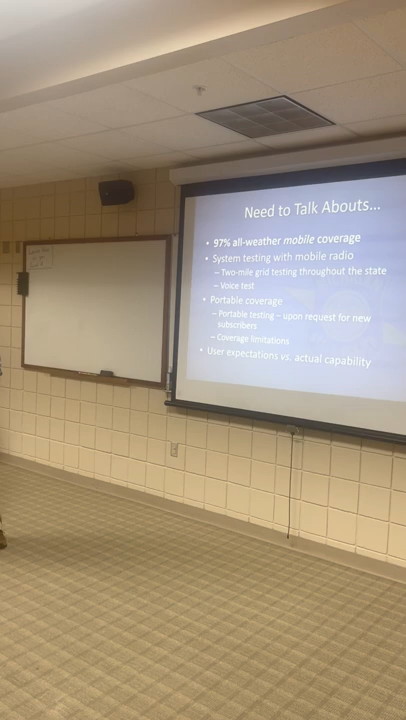 Need to Talk Abouts...
• 97% all-weather mobile coverage
• System testing with mobile radio
– Two-mile grid testing throughout the state
– Voice test
• Portable coverage
– Portable testing – upon request for new
subscribers
– Coverage limitations
• User expectations vs. actual capability